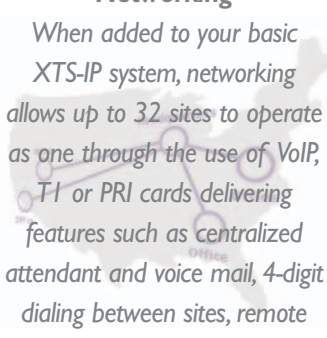 Networking
When added to your basic
XTS-IP system, networking
allows up to 32 sites to operate
as one through the use of VoIP,
T1 or PRI cards delivering
features such as centralized
attendant and voice mail, 4-digit
dialing between sites, remote
Office